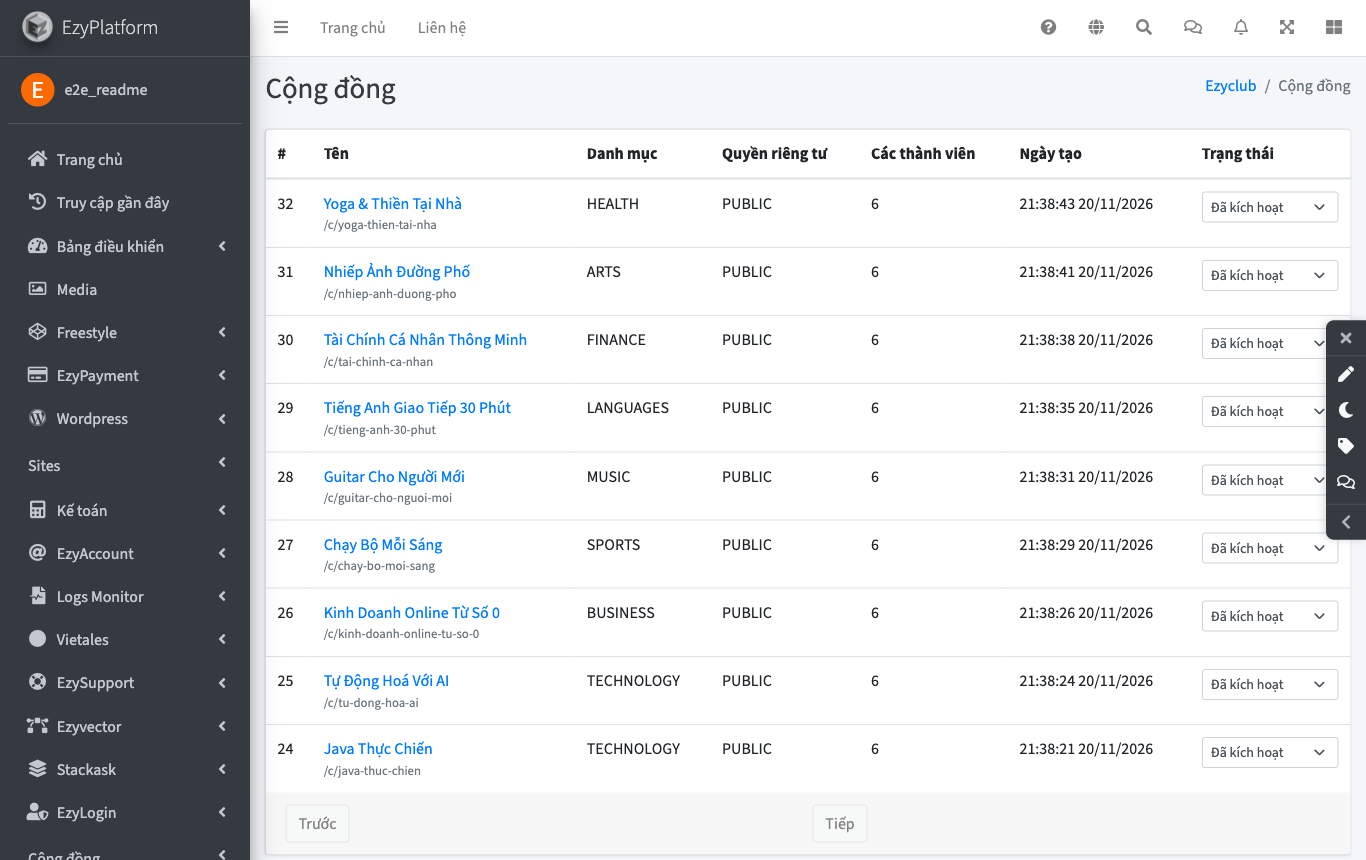 EzyPlatform
Trang chủ
Liên hệ
E
e2e_readme
Trang chủ
Truy cập gần đây
Bảng điều khiển
Media
Freestyle
EzyPayment
Wordpress
Sites
Kế toán
EzyAccount
Logs Monitor
Vietales
EzySupport
Ezyvector
Stackask
EzyLogin
Cộng đồng
Cộng đồng
Ezyclub / Cộng đồng
# Tên Danh mục Quyền riêng tư Các thành viên Ngày tạo Trạng thái
32 Yoga & Thiền Tại Nhà HEALTH PUBLIC 6 21:38:43 20/11/2026 Đã kích hoạt
/c/yoga-thien-tai-nha
31 Nhiếp Ảnh Đường Phố ARTS PUBLIC 6 21:38:41 20/11/2026 Đã kích hoạt
/c/nhiep-anh-duong-pho
30 Tài Chính Cá Nhân Thông Minh FINANCE PUBLIC 6 21:38:38 20/11/2026 Đã kích hoạt
/c/tai-chinh-ca-nhan
29 Tiếng Anh Giao Tiếp 30 Phút LANGUAGES PUBLIC 6 21:38:35 20/11/2026 Đã kích hoạt
/c/tieng-anh-30-phut
28 Guitar Cho Người Mới MUSIC PUBLIC 6 21:38:31 20/11/2026 Đã kích hoạt
/c/guitar-cho-nguoi-moi
27 Chạy Bộ Mỗi Sáng SPORTS PUBLIC 6 21:38:29 20/11/2026 Đã kích hoạt
/c/chay-bo-moi-sang
26 Kinh Doanh Online Từ Số 0 BUSINESS PUBLIC 6 21:38:26 20/11/2026 Đã kích hoạt
/c/kinh-doanh-online-tu-so-0
25 Tự Động Hoá Với AI TECHNOLOGY PUBLIC 6 21:38:24 20/11/2026 Đã kích hoạt
/c/tu-dong-hoa-ai
24 Java Thực Chiến TECHNOLOGY PUBLIC 6 21:38:21 20/11/2026 Đã kích hoạt
/c/java-thuc-chien
Trước
Tiếp